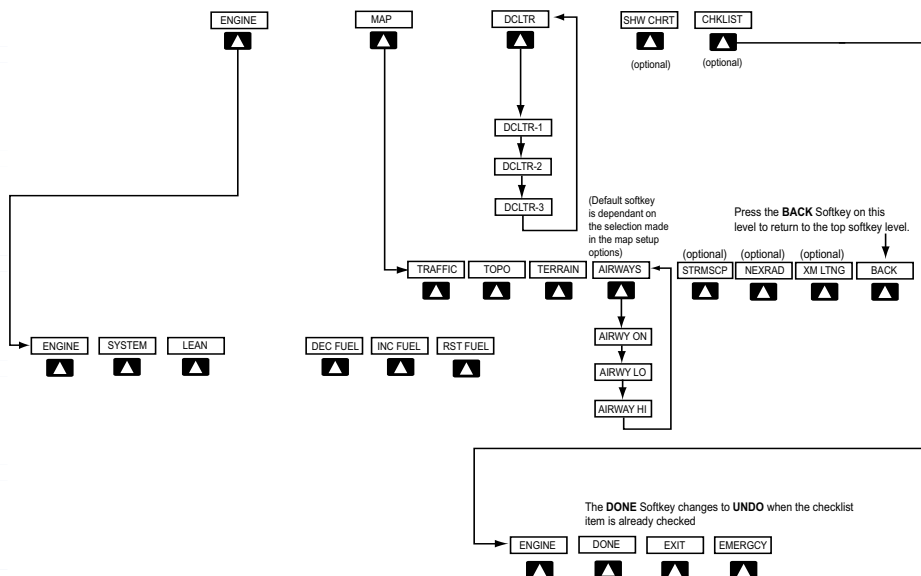 ENGINE
MAP
DCLTR
SHW CHRT
CHKLIST
(optional)
(optional)
DCLTR-1
DCLTR-2
DCLTR-3
(Default softkey
is dependant on
the selection made
in the map setup
options)
Press the BACK Softkey on this
level to return to the top softkey level.
(optional)
(optional)
(optional)
TRAFFIC
TOPO
TERRAIN
AIRWAYS
STRMSCP
NEXRAD
XM LTNG
BACK
AIRWY ON
AIRWY LO
AIRWAY HI
ENGINE
SYSTEM
LEAN
DEC FUEL
INC FUEL
RST FUEL
The DONE Softkey changes to UNDO when the checklist
item is already checked
ENGINE
DONE
EXIT
EMERGCY